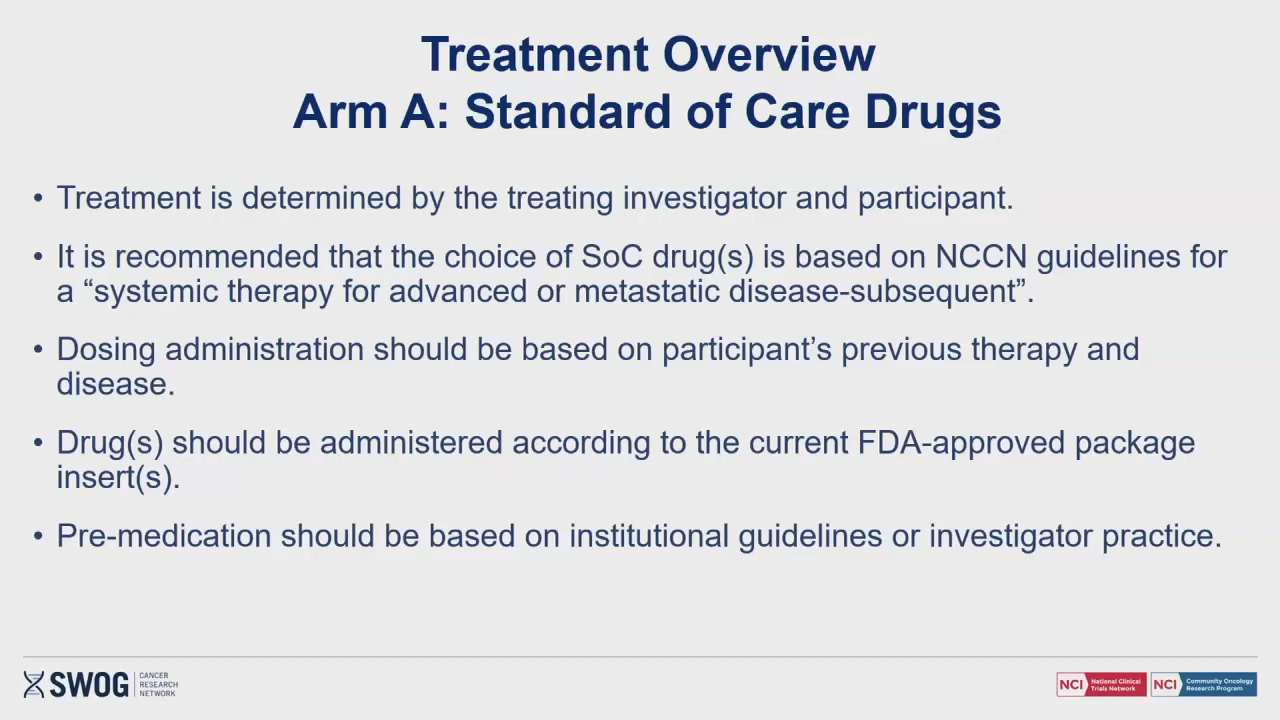 Treatment Overview
Arm A: Standard of Care Drugs
• Treatment is determined by the treating investigator and participant.
• It is recommended that the choice of SoC drug(s) is based on NCCN guidelines for
a “systemic therapy for advanced or metastatic disease-subsequent”.
• Dosing administration should be based on participant’s previous therapy and
disease.
• Drug(s) should be administered according to the current FDA-approved package
insert(s).
• Pre-medication should be based on institutional guidelines or investigator practice.
SWOG
CANCER
RESEARCH
NETWORK
NCI
National Clinical
Trials Network
NCI
Community Oncology
Research Program